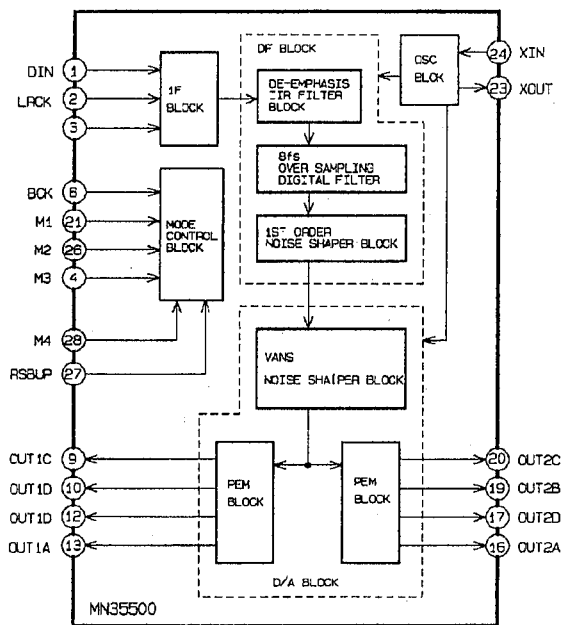 DF BLOCK
OSC
BLOK
24 XIN
23 XOUT
DIN 1
LRCK 2
3
IF
BLOCK
DE-EMPHASIS
IIR FILTER
BLOCK
8fs
OVER SAMPLING
DIGITAL FILTER
1ST ORDER
NOISE SHAPER BLOCK
BCK 6
M1 21
M2 26
M3 4
M4 28
RSBUP 27
MODE
CONTROL
BLOCK
VANS
NOISE SHAIPER BLOCK
OUT1C 9
OUT1D 10
OUT1D 12
OUT1A 13
PEM
BLOCK
PEM
BLOCK
20 OUT2C
19 OUT2B
17 OUT2D
16 OUT2A
D/A BLOCK
MN35500